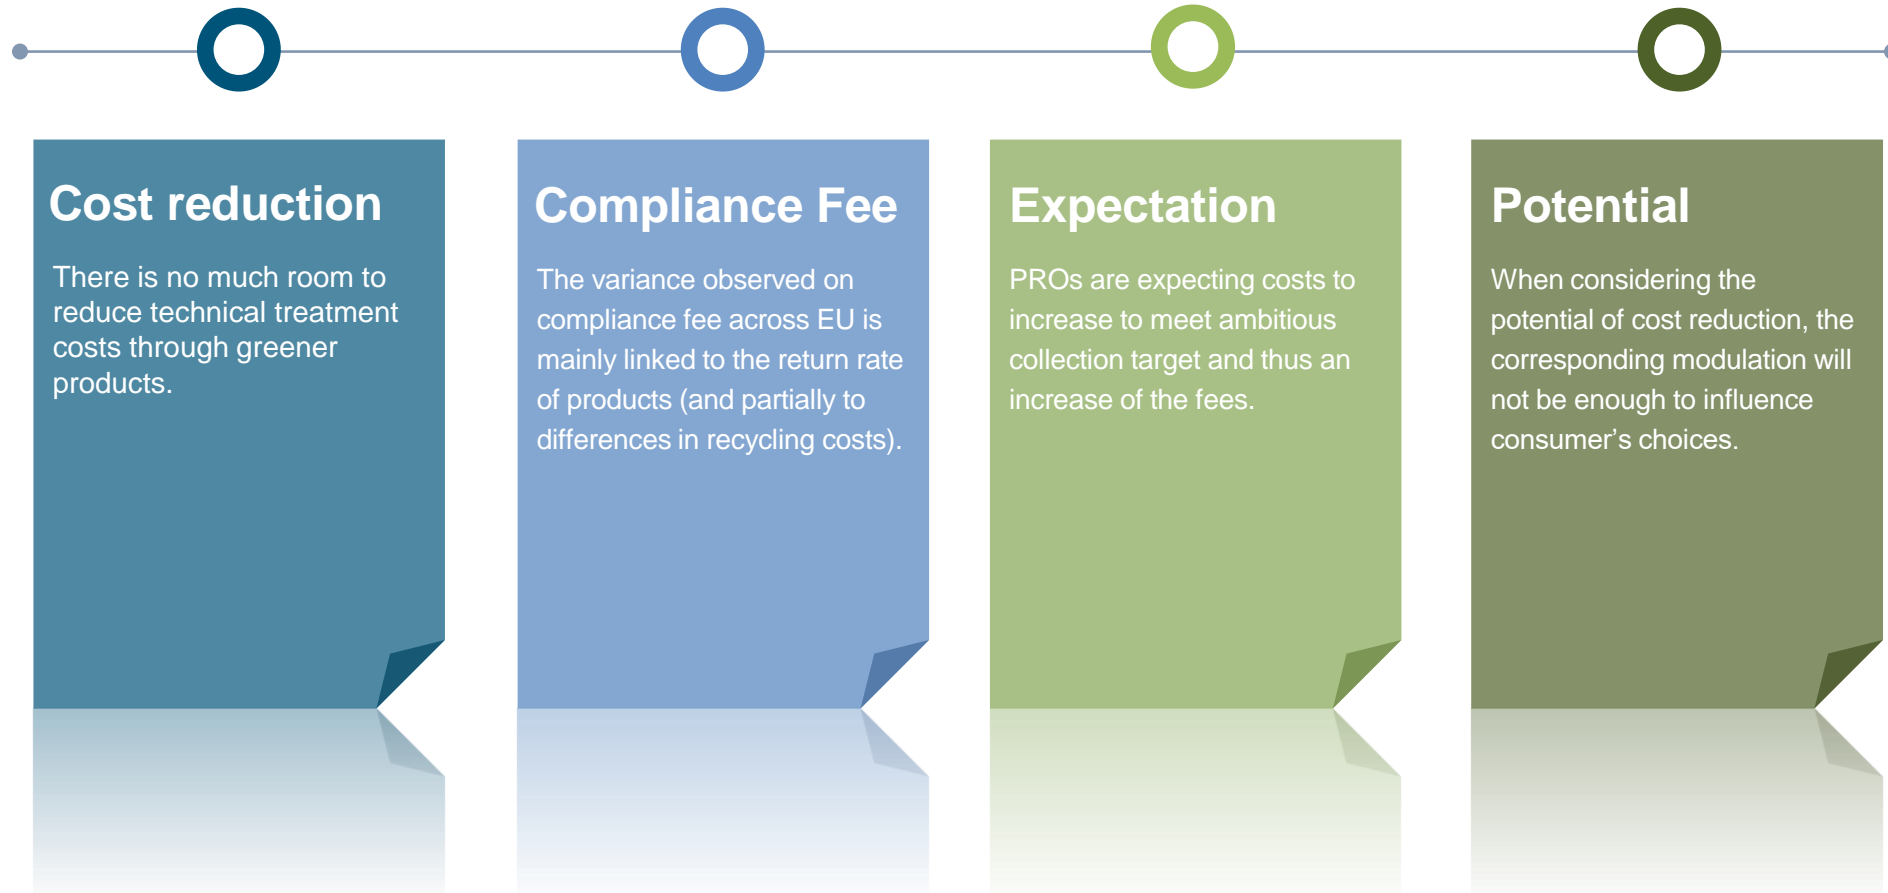 Cost reduction
There is no much room to
reduce technical treatment
costs through greener
products.
Compliance Fee
The variance observed on
compliance fee across EU is
mainly linked to the return rate
of products (and partially to
differences in recycling costs).
Expectation
PROs are expecting costs to
increase to meet ambitious
collection target and thus an
increase of the fees.
Potential
When considering the
potential of cost reduction, the
corresponding modulation will
not be enough to influence
consumer’s choices.